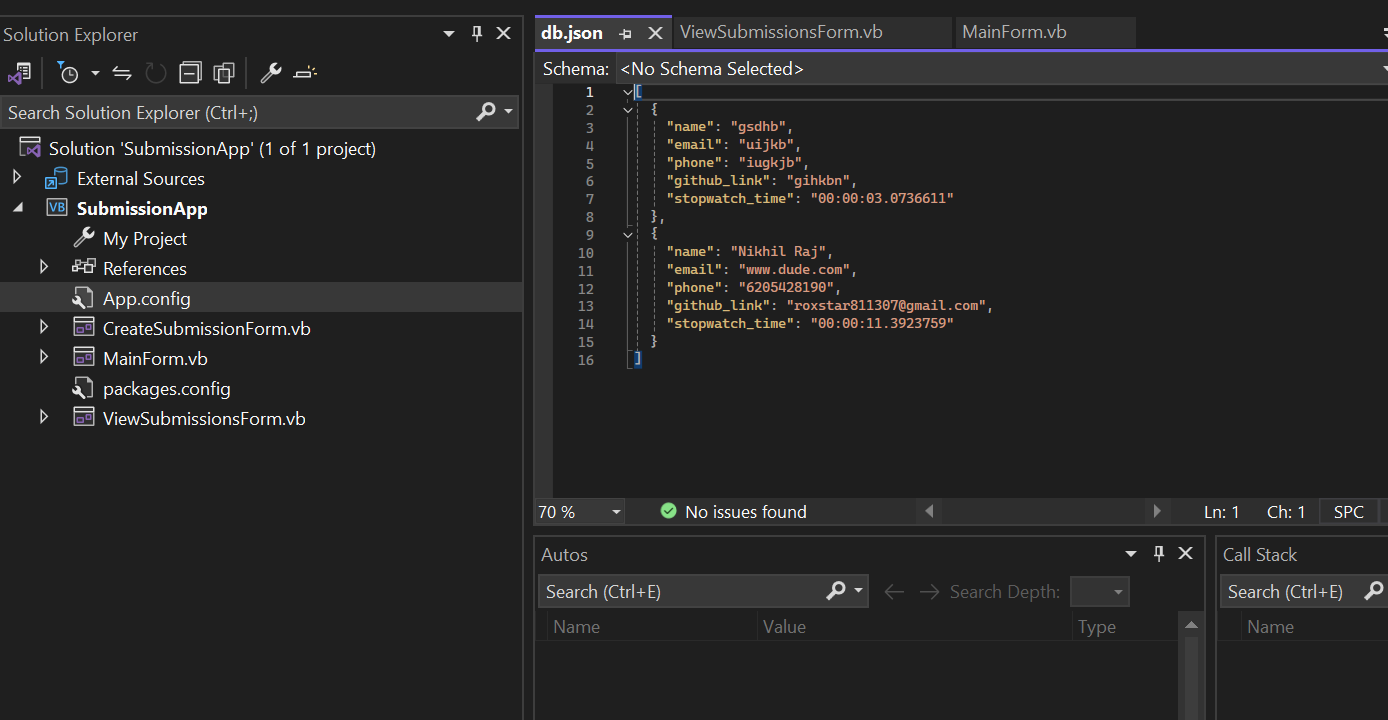 Solution Explorer
Search Solution Explorer (Ctrl+;)
Solution 'SubmissionApp' (1 of 1 project)
External Sources
VB SubmissionApp
My Project
References
App.config
CreateSubmissionForm.vb
MainForm.vb
packages.config
ViewSubmissionsForm.vb
db.json
ViewSubmissionsForm.vb
MainForm.vb
Schema: <No Schema Selected>
1 [
2 {
3 "name": "gsdhb",
4 "email": "uijkb",
5 "phone": "iugkjb",
6 "github_link": "gihkbn",
7 "stopwatch_time": "00:00:03.0736611"
8 },
9 {
10 "name": "Nikhil Raj",
11 "email": "www.dude.com",
12 "phone": "6205428190",
13 "github_link": "roxstar811307@gmail.com",
14 "stopwatch_time": "00:00:11.3923759"
15 }
16 ]
70 % No issues found Ln: 1 Ch: 1 SPC
Autos
Search (Ctrl+E) Search Depth:
Name Value Type
Call Stack
Search (Ctrl+E)
Name